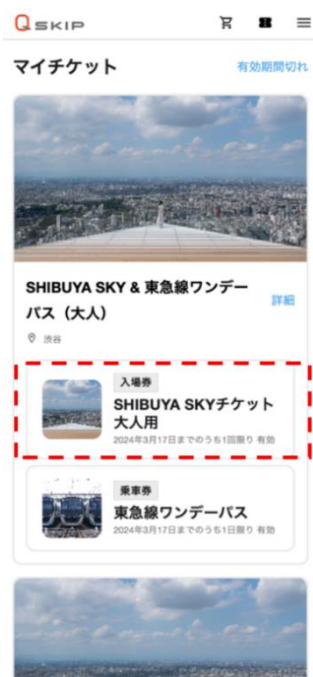 Q SKIP
マイチケット
有効期間切れ
SHIBUYA SKY & 東急線ワンデー
パス（大人）
詳細
渋谷
入場券
SHIBUYA SKYチケット
大人用
2024年3月17日までのうち1回限り 有効
乗車券
東急線ワンデーパス
2024年3月17日までのうち1日限り 有効